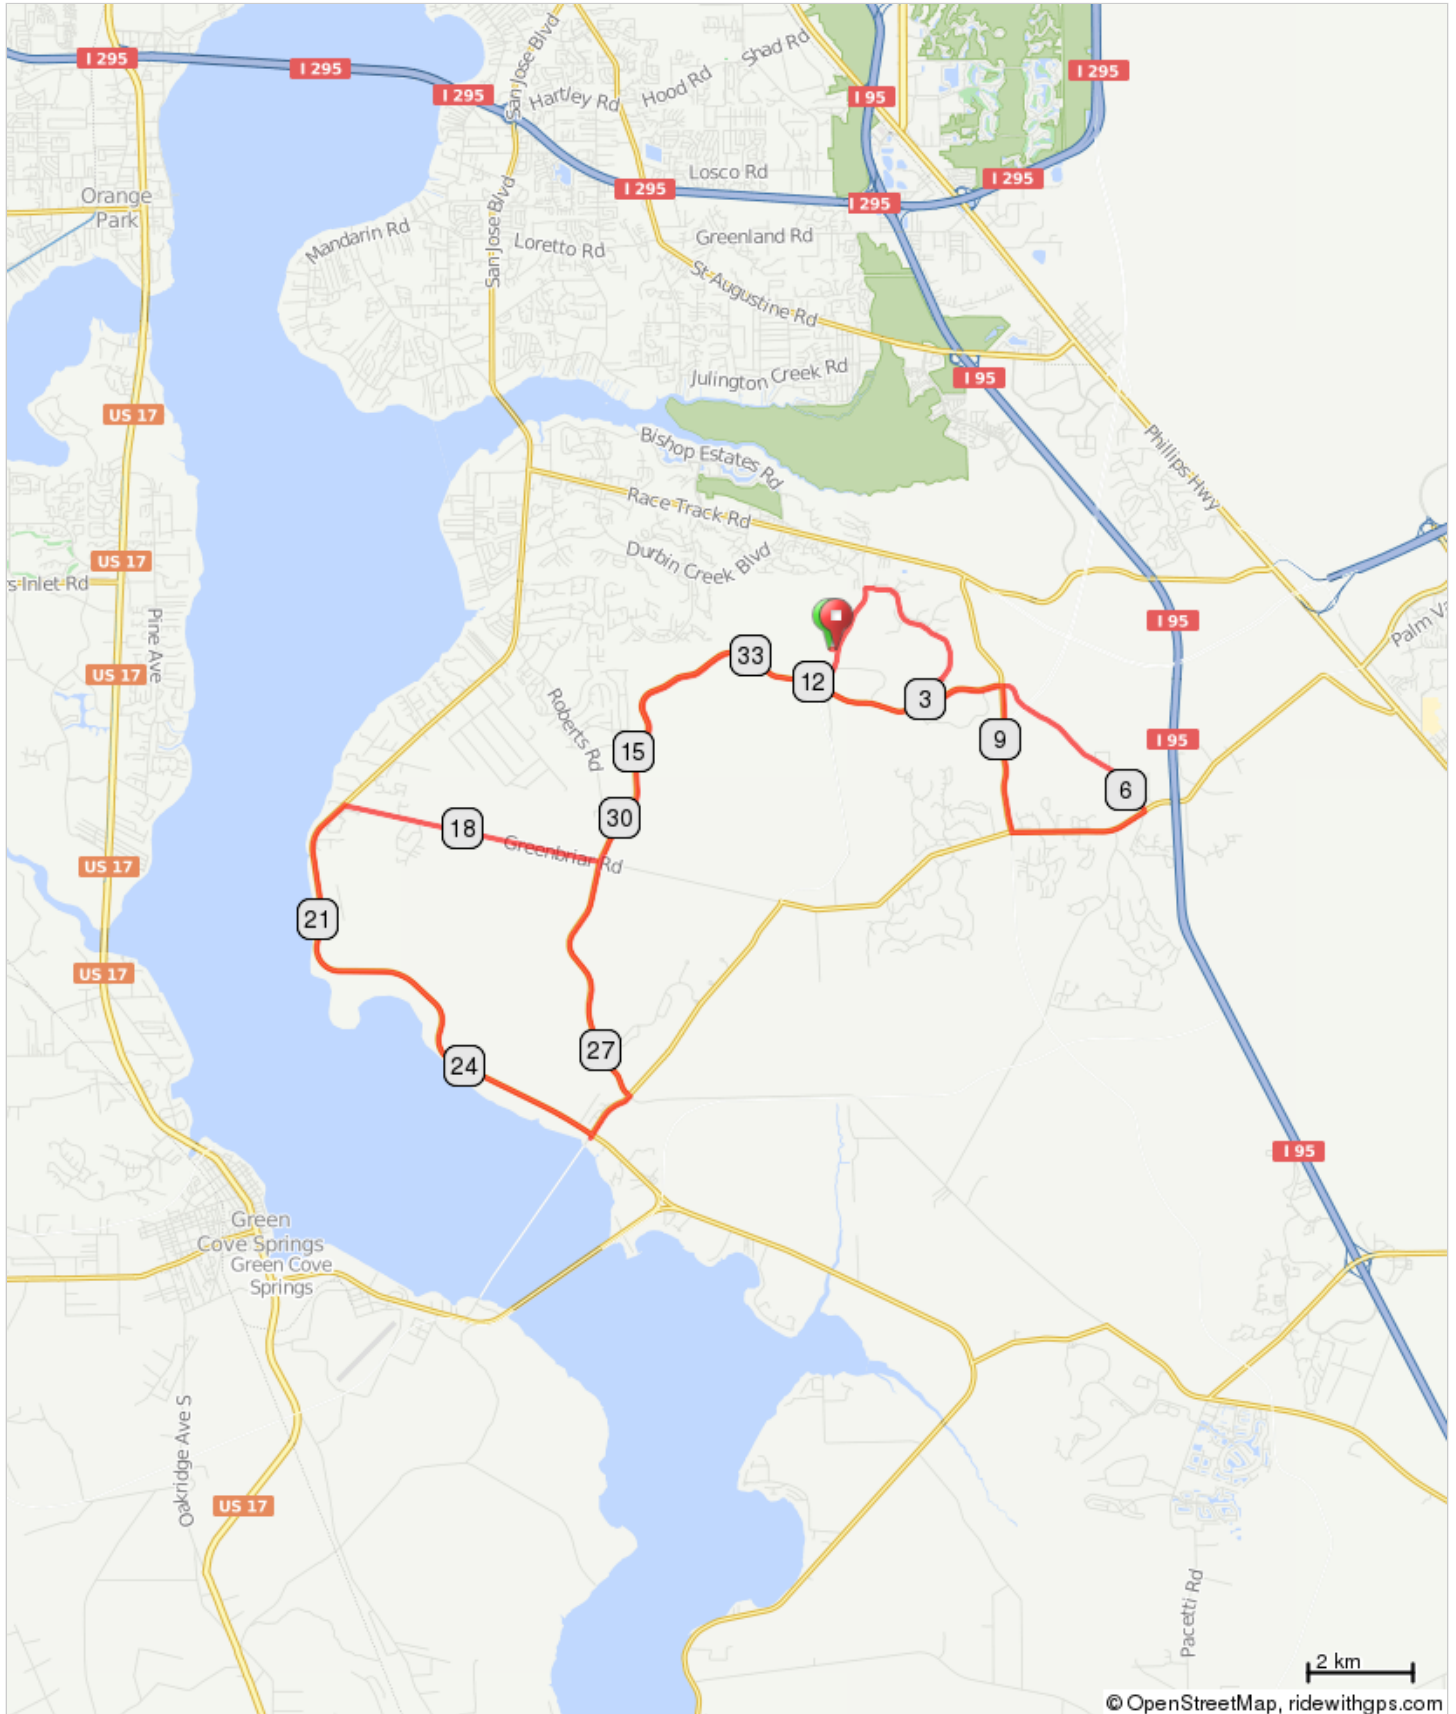 San Jose Blvd
Shad Rd
I 295
I 295
I 295
I 295
Hood Rd
Hartley Rd
I 95
Losco Rd
I 295
I 295
I 295
Orange
Park
San Jose Blvd
Mandarin Rd
Loretto Rd
Greenland Rd
St Augustine Rd
Julington Creek Rd
I 95
US 17
Bishop Estates Rd
Phillips Hwy
Race Track Rd
US 17
Durbin Creek Blvd
s Inlet Rd
Pine Ave
I 95
Palm Va
33
12
US 17
3
Roberts Rd
9
I 95
15
6
30
18
Greenbriar Rd
US 17
21
US 17
27
24
I 95
Green
Cove Springs
Green Cove
Springs
Oakridge Ave S
US 17
Pacetti Rd
2 km
© OpenStreetMap, ridewithgps.com